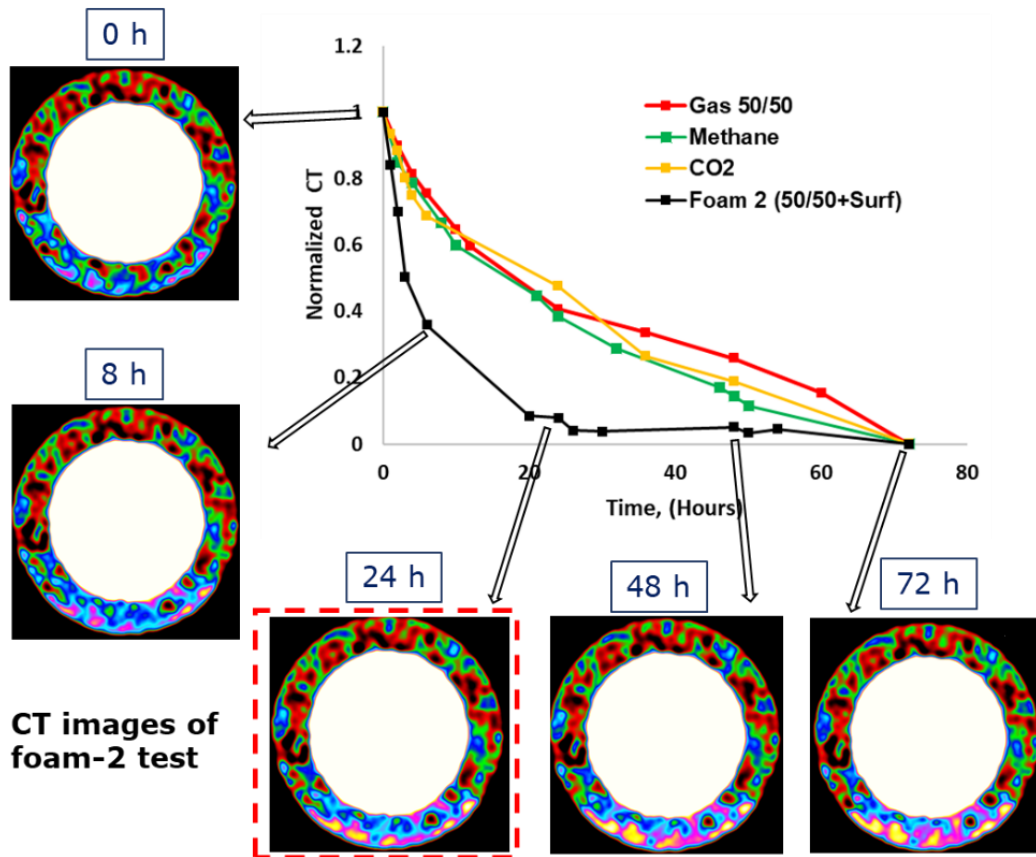 0 h
1.2
1
0.8
0.6
0.4
0.2
0
Normalized CT
Gas 50/50
Methane
CO2
Foam 2 (50/50+Surf)
0
20
40
60
80
Time, (Hours)
8 h
24 h
48 h
72 h
CT images of
foam-2 test